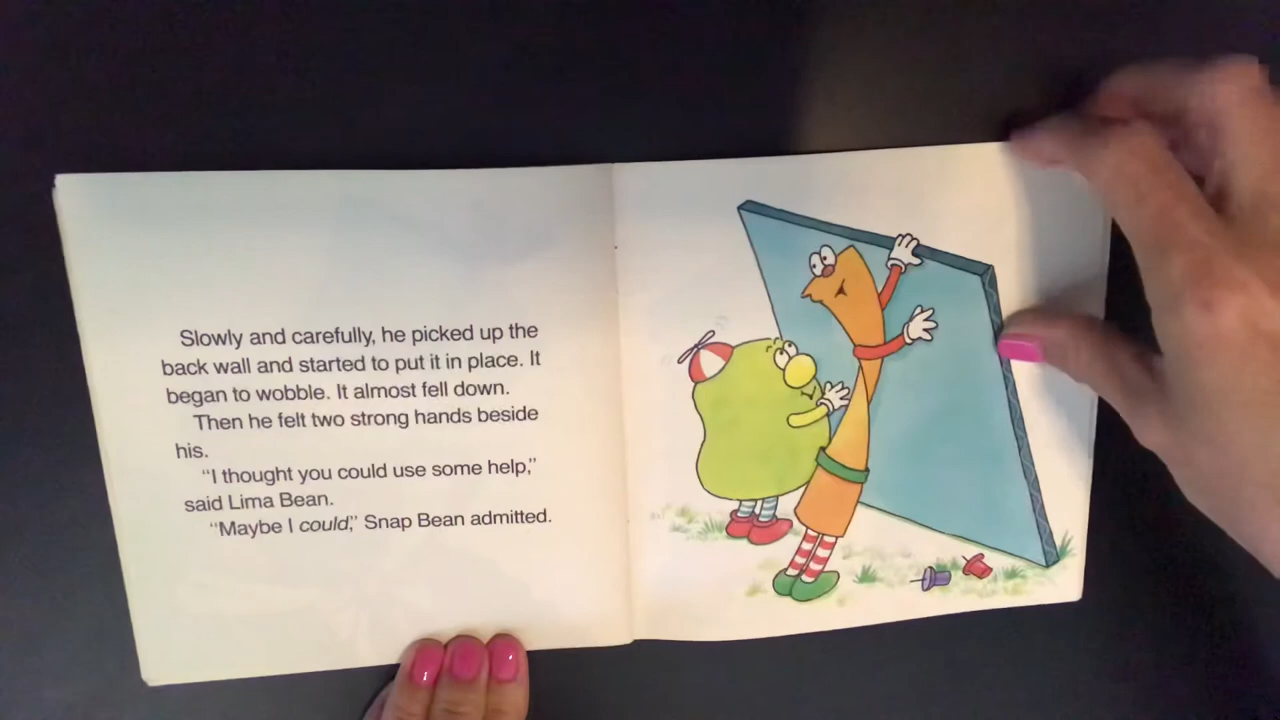 Slowly and carefully, he picked up the
back wall and started to put it in place. It
began to wobble. It almost fell down.
Then he felt two strong hands beside
his.
“I thought you could use some help,”
said Lima Bean.
“Maybe I could,” Snap Bean admitted.